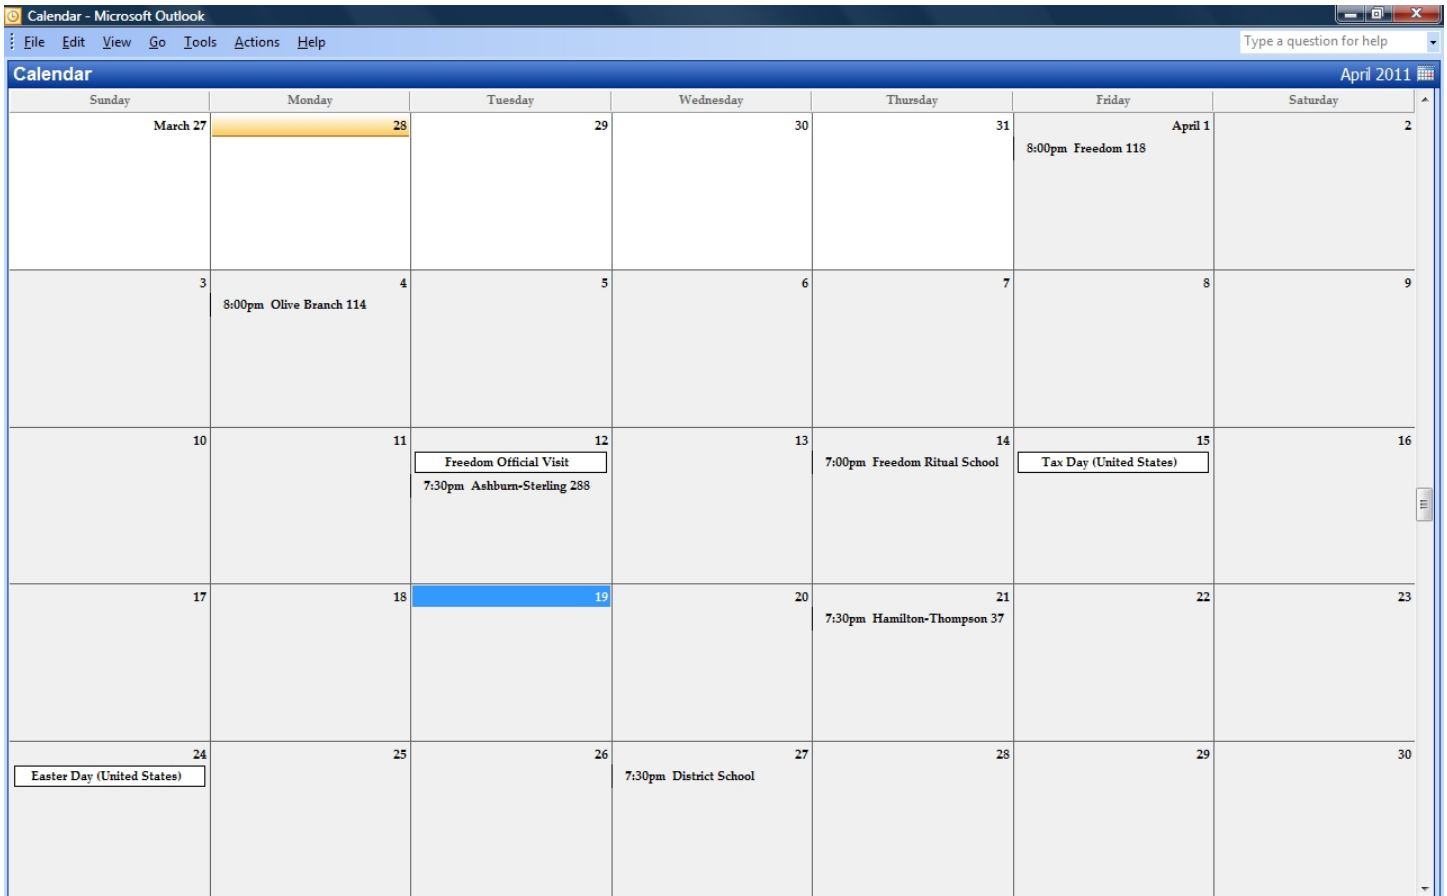 Calendar - Microsoft Outlook
File Edit View Go Tools Actions Help
Type a question for help
Calendar
April 2011
Sunday Monday Tuesday Wednesday Thursday Friday Saturday
March 27 28 29 30 31 April 1 2
8:00pm Freedom 118
3 4 5 6 7 8 9
8:00pm Olive Branch 114
10 11 12 13 14 15 16
Freedom Official Visit 7:00pm Freedom Ritual School Tax Day (United States)
7:30pm Ashburn-Sterling 288
17 18 19 20 21 22 23
7:30pm Hamilton-Thompson 37
24 25 26 27 28 29 30
Easter Day (United States) 7:30pm District School